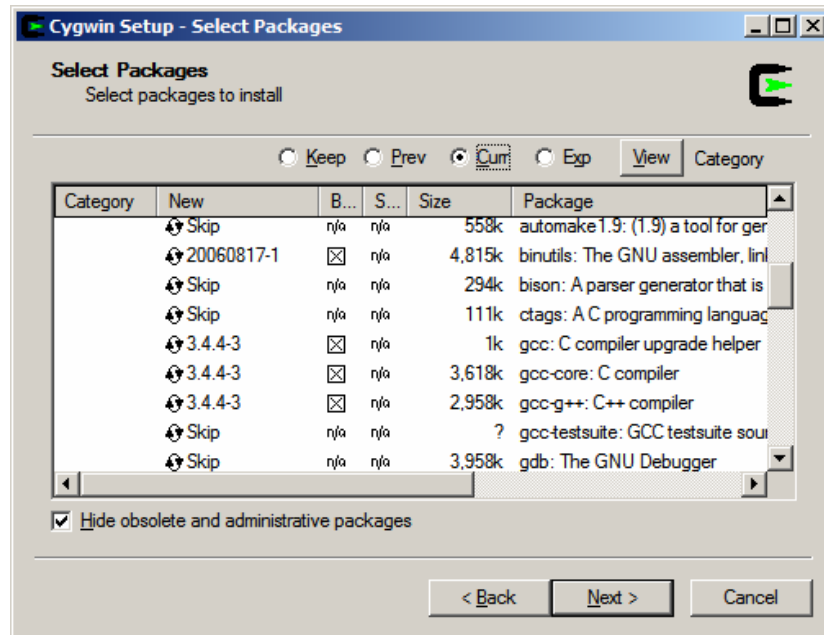 Cygwin Setup - Select Packages
Select Packages
Select packages to install
Keep Prev Curr Exp View Category
Category New B... S... Size Package
Skip n/a n/a 558k automake1.9: (1.9) a tool for ger
20060817-1 n/a 4,815k binutils: The GNU assembler, lin
Skip n/a n/a 294k bison: A parser generator that is
Skip n/a n/a 111k ctags: A C programming languag
3.4.4-3 n/a 1k gcc: C compiler upgrade helper
3.4.4-3 n/a 3,618k gcc-core: C compiler
3.4.4-3 n/a 2,958k gcc-g++: C++ compiler
Skip n/a n/a ? gcc-testsuite: GCC testsuite sour
Skip n/a n/a 3,958k gdb: The GNU Debugger
Hide obsolete and administrative packages
< Back Next > Cancel